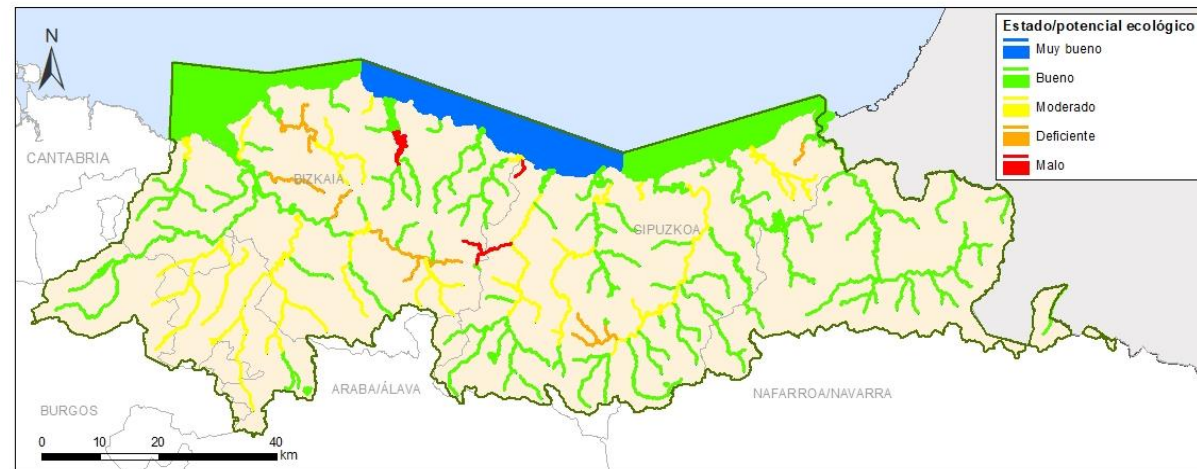 N
Estado/potencial ecológico
Muy bueno
Bueno
Moderado
Deficiente
Malo
CANTABRIA
BIZKAIA
GIPUZKOA
ARABA/ÁLAVA
NAFARROA/NAVARRA
BURGOS
0 10 20 40
km